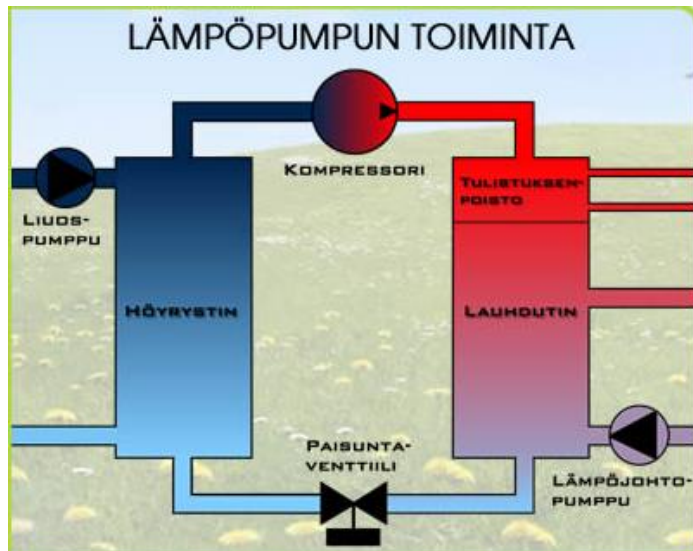 LÄMPÖPUMPUN TOIMINTA
KOMPRESSORI
TULISTUKSEN-
POISTO
LIUOS-
PUMPPU
HÖYRYSTIN
LAUHDUTIN
PAISUNTA-
VENTTIILI
LÄMPÖJOHTO-
PUMPPU